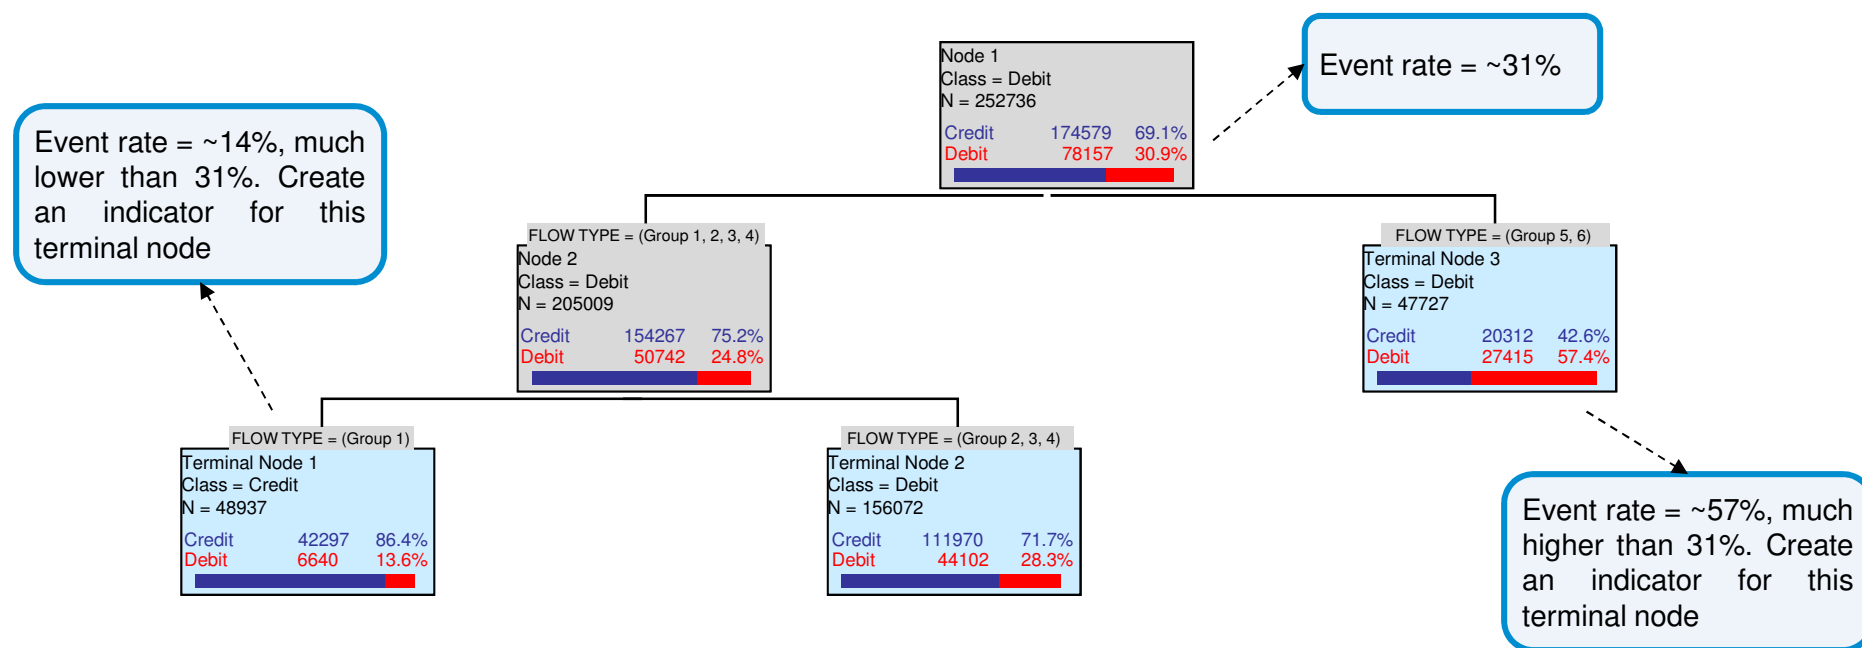 Node 1
Class = Debit
N = 252736
Credit 174579 69.1%
Debit 78157 30.9%
Event rate = ~31%
Event rate = ~14%, much
lower than 31%. Create
an indicator for this
terminal node
FLOW TYPE = (Group 1, 2, 3, 4)
Node 2
Class = Debit
N = 205009
Credit 154267 75.2%
Debit 50742 24.8%
FLOW TYPE = (Group 5, 6)
Terminal Node 3
Class = Debit
N = 47727
Credit 20312 42.6%
Debit 27415 57.4%
FLOW TYPE = (Group 1)
Terminal Node 1
Class = Credit
N = 48937
Credit 42297 86.4%
Debit 6640 13.6%
FLOW TYPE = (Group 2, 3, 4)
Terminal Node 2
Class = Debit
N = 156072
Credit 111970 71.7%
Debit 44102 28.3%
Event rate = ~57%, much
higher than 31%. Create
an indicator for this
terminal node